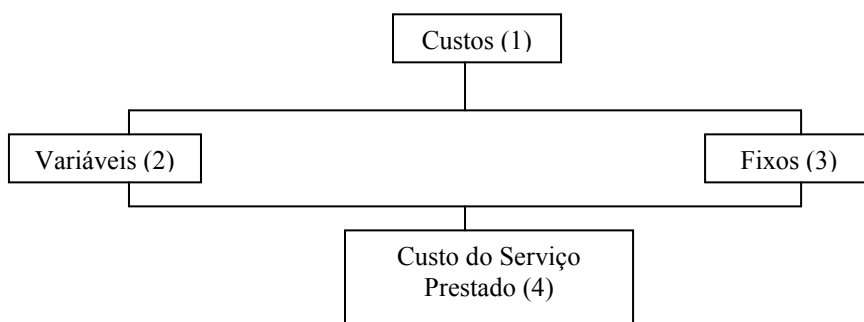 Custos (1)
Variáveis (2)
Fixos (3)
Custo do Serviço
Prestado (4)